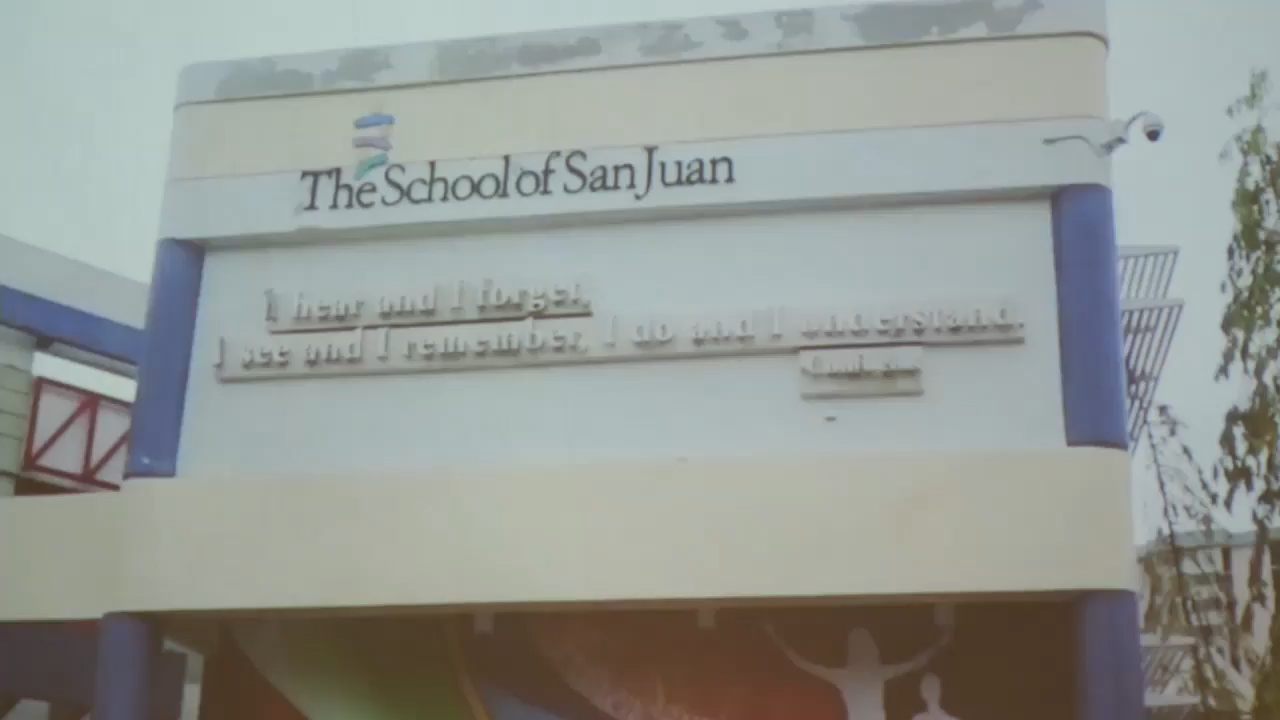 The School of San Juan
I hear and I forget,
I see and I remember, I do and I understand.